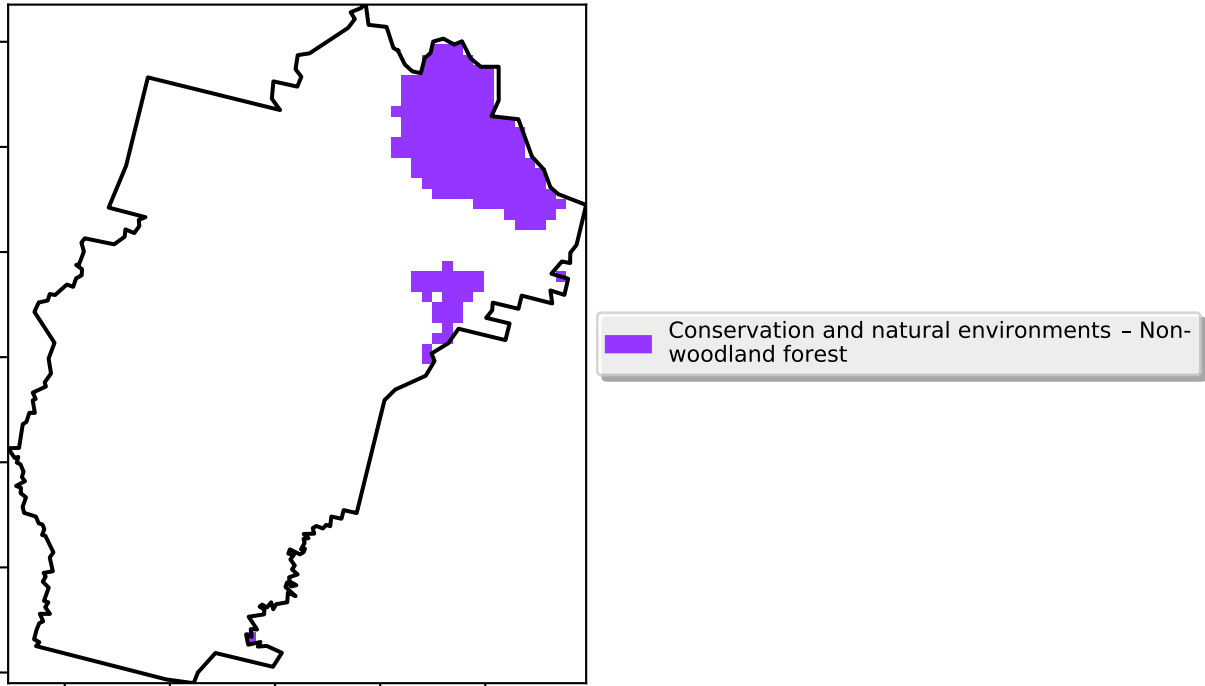 Conservation and natural environments – Non-
woodland forest